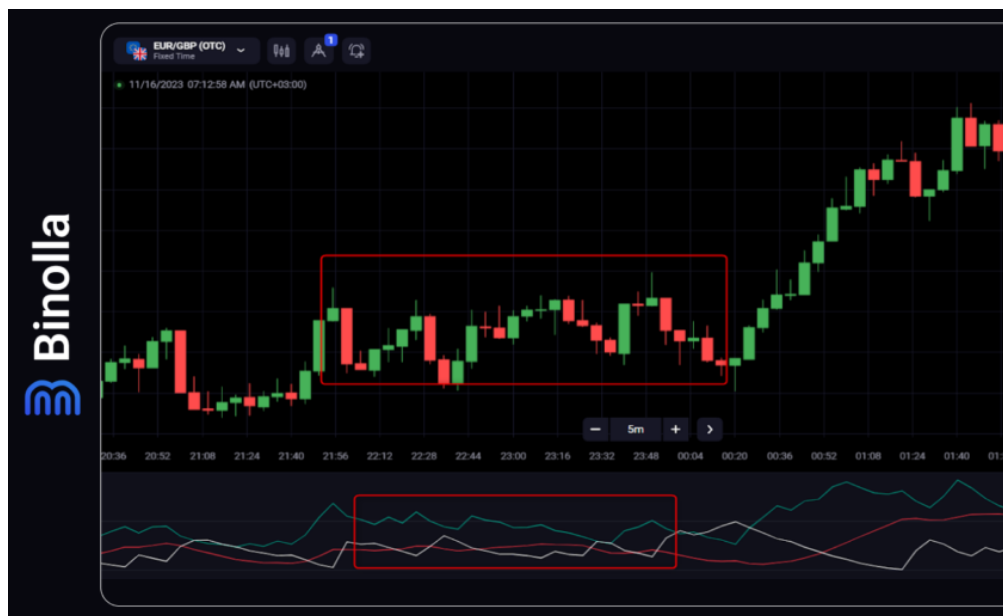 EUR/GBP (OTC)
Fixed Time
1
11/16/2023 07:12:58 AM (UTC+03:00)
Binolla
5m
20:36 20:52 21:08 21:24 21:40 21:56 22:12 22:28 22:44 23:00 23:16 23:32 23:48 00:04 00:20 00:36 00:52 01:08 01:24 01:40